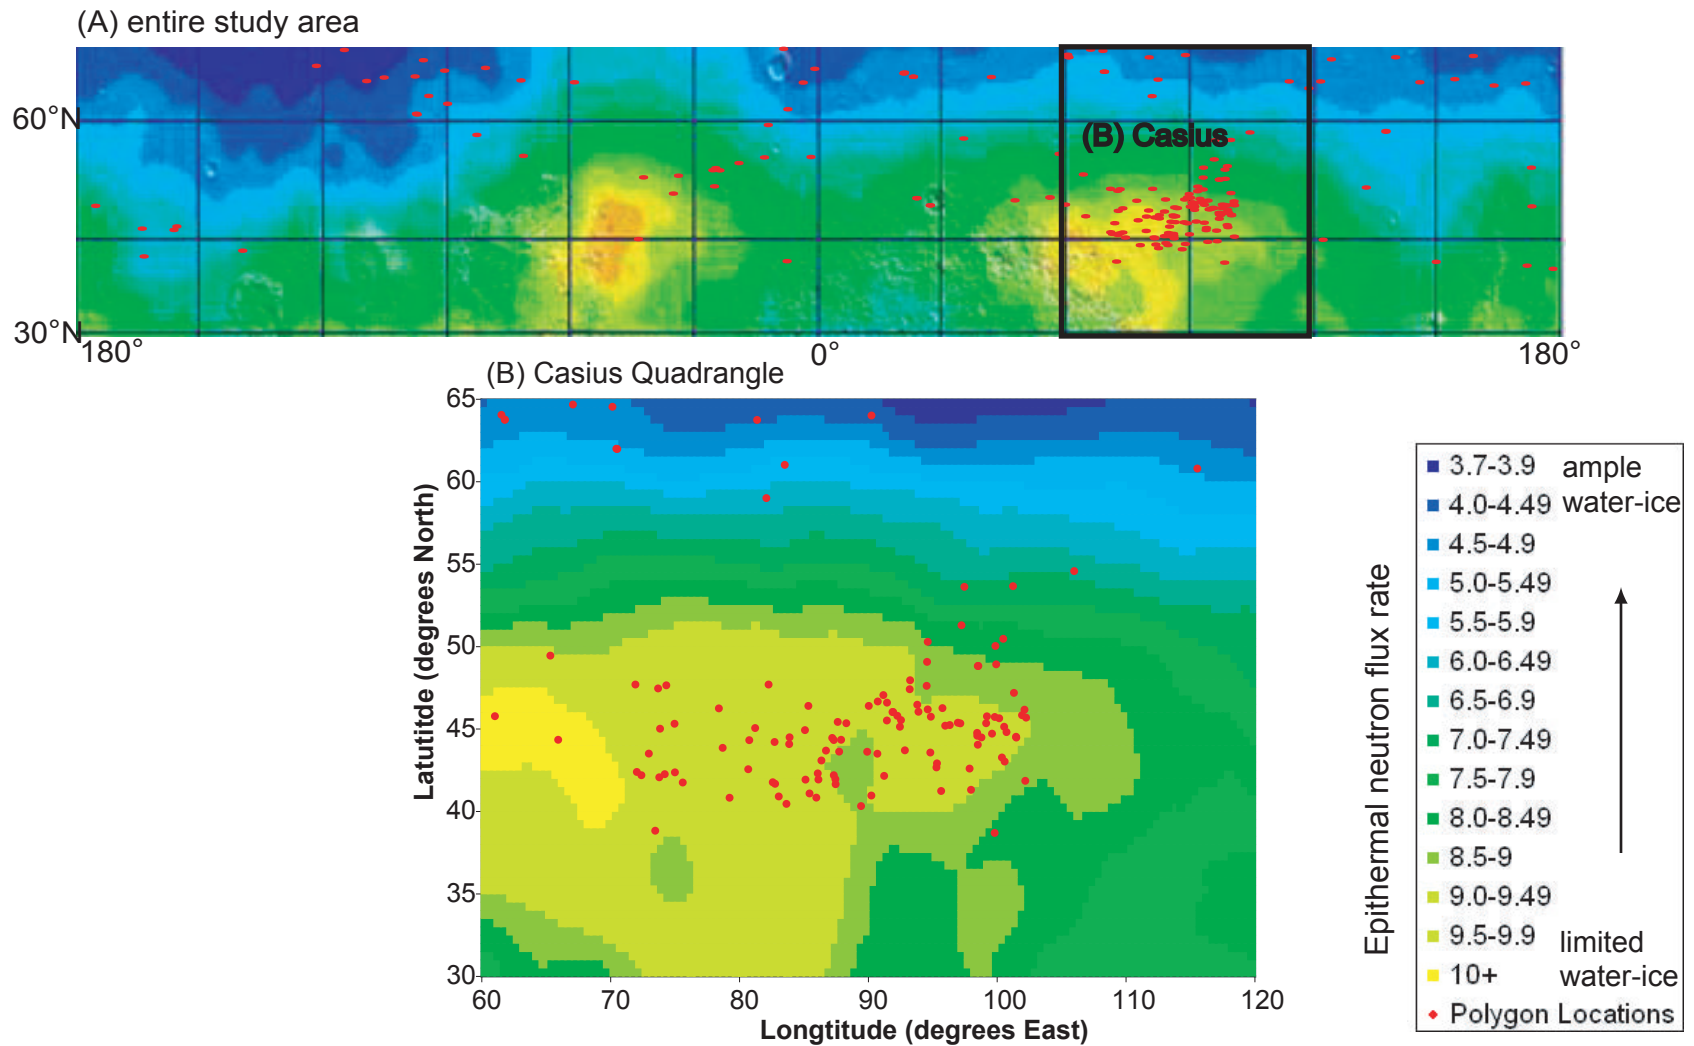 (A) entire study area
60°N
(B) Casius
30°N
180°
0°
180°
(B) Casius Quadrangle
65
60
55
50
45
40
35
30
Latutitde (degrees North)
60
70
80
90
100
110
120
Longtitude (degrees East)
Epithermal neutron flux rate
3.7-3.9
4.0-4.49
4.5-4.9
5.0-5.49
5.5-5.9
6.0-6.49
6.5-6.9
7.0-7.49
7.5-7.9
8.0-8.49
8.5-9
9.0-9.49
9.5-9.9
10+
Polygon Locations
ample
water-ice
limited
water-ice